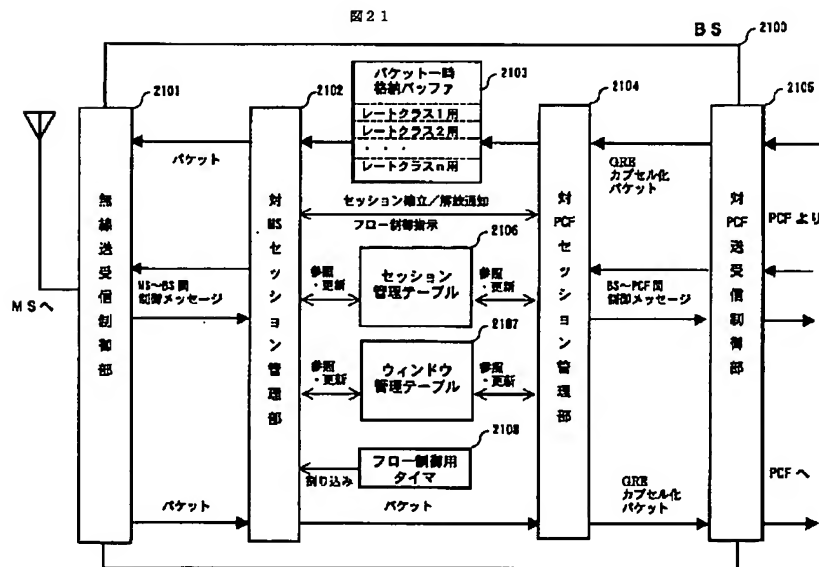 図21
BS
2100
2101
2102
2103
2104
2105
パケット一時
格納バッファ
レートクラス1用
レートクラス2用
・・・
レートクラスn用
パケット
GRE
カプセル化
パケット
無線送受信制御部
対MSセッション管理部
対PCFセッション管理部
対PCF送受信制御部
PCFより
セッション確立/解放通知
フロー制御指示
2106
参照
・更新
セッション
管理テーブル
参照
・更新
MSへ
MS~BS間
制御メッセージ
BS~PCF間
制御メッセージ
2107
参照
・更新
ウィンドウ
管理テーブル
参照
・更新
2108
フロー制御用
タイマ
割り込み
パケット
パケット
GRE
カプセル化
パケット
PCFへ